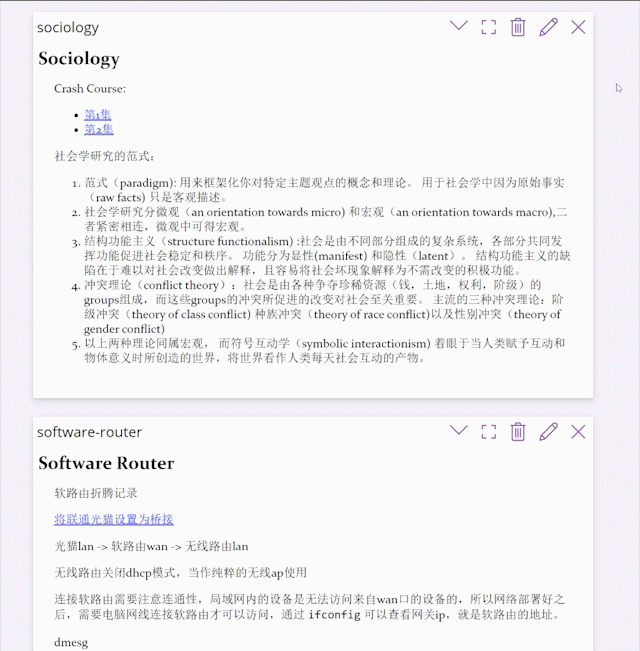 sociology
Sociology
Crash Course:
第1集
第2集
社会学研究的范式：
1. 范式（paradigm): 用来框架化你对特定主题观点的概念和理论。 用于社会学中因为原始事实
（raw facts) 只是客观描述。
2. 社会学研究分微观（an orientation towards micro) 和宏观（an orientation towards macro),二
者紧密相连，微观中可得宏观。
3. 结构功能主义（structure functionalism) :社会是由不同部分组成的复杂系统，各部分共同发
挥功能促进社会稳定和秩序。 功能分为显性(manifest) 和隐性（latent）。 结构功能主义的缺
陷在于难以对社会改变做出解释，且容易将社会坏现象解释为不需改变的积极功能。
4. 冲突理论（conflict theory）：社会是由各种争夺珍稀资源（钱，土地，权利，阶级）的
groups组成，而这些groups的冲突所促进的改变对社会至关重要。 主流的三种冲突理论：阶
级冲突（theory of class conflict) 种族冲突（theory of race conflict)以及性别冲突（theory of
gender conflict)
5. 以上两种理论同属宏观， 而符号互动学（symbolic interactionism) 着眼于当人类赋予互动和
物体意义时所创造的世界，将世界看作人类每天社会互动的产物。
software-router
Software Router
软路由折腾记录
将联通光猫设置为桥接
光猫lan -> 软路由wan -> 无线路由lan
无线路由关闭dhcp模式，当作纯粹的无线ap使用
连接软路由需要注意连通性，局域网内的设备是无法访问来自wan口的设备的，所以网络部署好之
后，需要电脑网线连接软路由才可以访问，通过 ifconfig 可以查看网关ip，就是软路由的地址。
dmesg